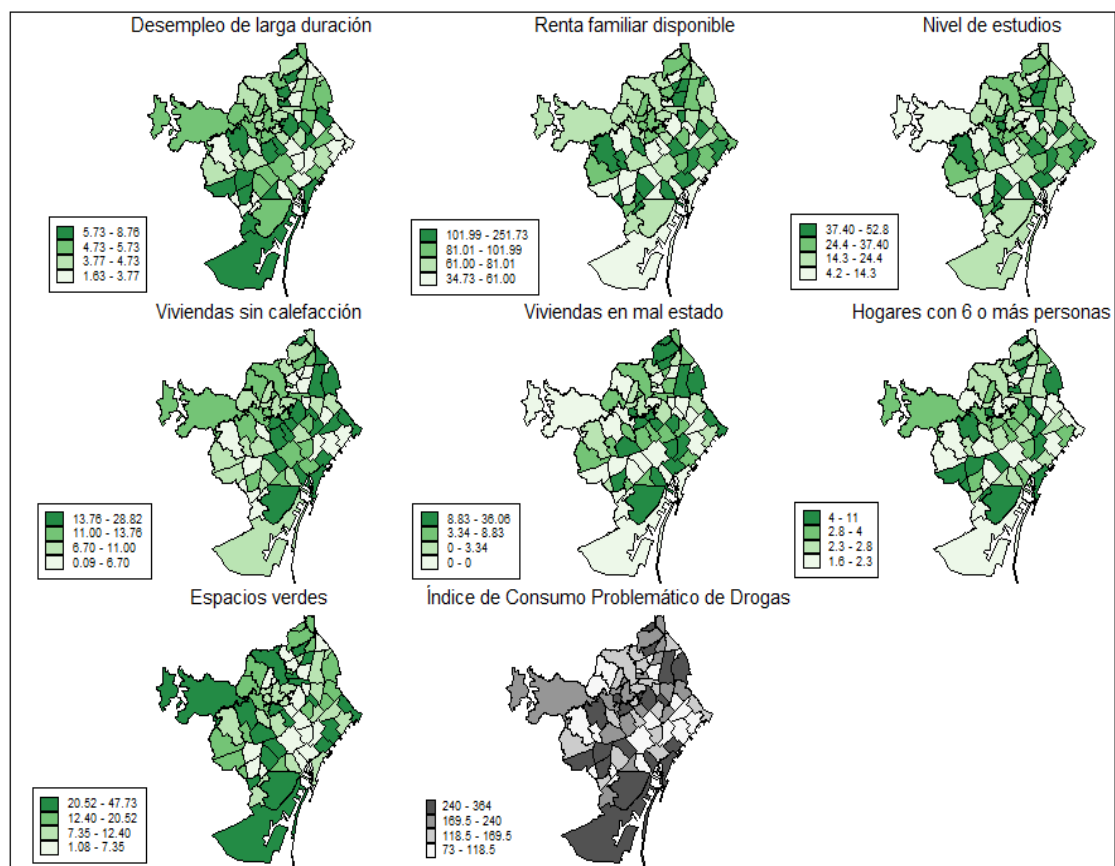 Desempleo de larga duración
5.73 - 8.76
4.73 - 5.73
3.77 - 4.73
1.63 - 3.77
Renta familiar disponible
101.99 - 251.73
81.01 - 101.99
61.00 - 81.01
34.73 - 61.00
Nivel de estudios
37.40 - 52.8
24.4 - 37.40
14.3 - 24.4
4.2 - 14.3
Viviendas sin calefacción
13.76 - 28.82
11.00 - 13.76
6.70 - 11.00
0.09 - 6.70
Viviendas en mal estado
8.83 - 36.06
3.34 - 8.83
0 - 3.34
0 - 0
Hogares con 6 o más personas
4 - 11
2.8 - 4
2.3 - 2.8
1.6 - 2.3
Espacios verdes
20.52 - 47.73
12.40 - 20.52
7.35 - 12.40
1.08 - 7.35
Índice de Consumo Problemático de Drogas
240 - 364
169.5 - 240
118.5 - 169.5
73 - 118.5